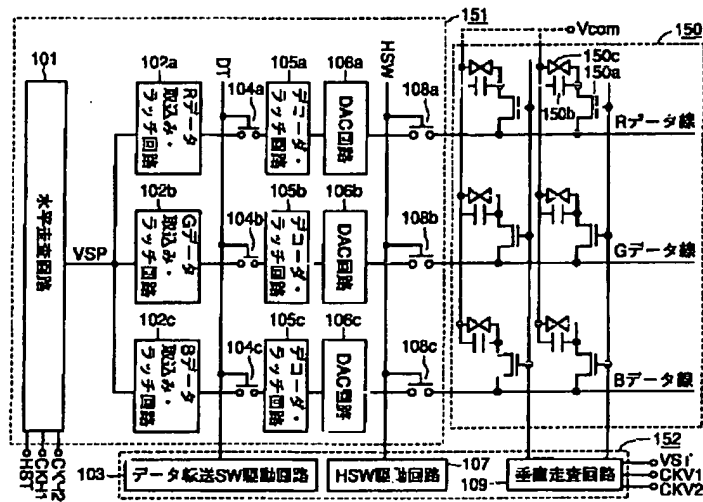 151
150
101
102a
105a
106a
DT
HSW
104a
108a
Vcom
150c
150a
150b
Rデータ取込み・ラッチ回路
デコーダ・ラッチ回路
DAC回路
Rデータ線
水平走査回路
VSP
102b
105b
106b
104b
108b
Gデータ取込み・ラッチ回路
デコーダ・ラッチ回路
DAC回路
Gデータ線
102c
105c
106c
104c
108c
Bデータ取込み・ラッチ回路
デコーダ・ラッチ回路
DAC回路
Bデータ線
HST
CKH1
CKH2
103
データ転送SW駆動回路
HSW駆動回路
107
109
垂直走査回路
152
VST
CKV1
CKV2